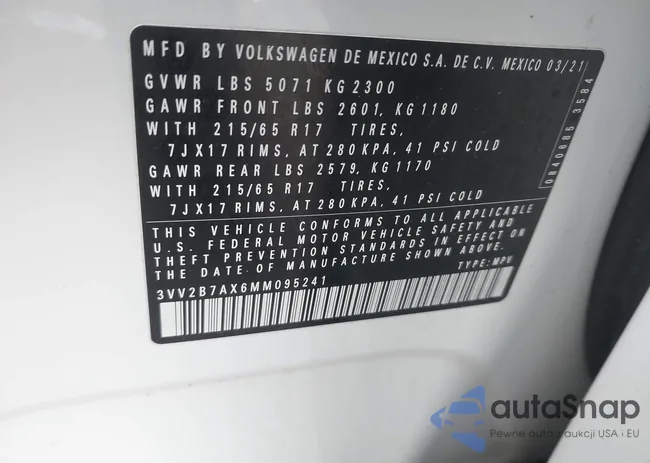 MFD BY VOLKSWAGEN DE MEXICO S.A. DE C.V. MEXICO 03/21
GVWR LBS 5071 KG 2300
GAWR FRONT LBS 2601, KG 1180
WITH 215/65 R17 TIRES,
7JX17 RIMS, AT 280 KPA, 41 PSI COLD
GAWR REAR LBS 2579, KG 1170
WITH 215/65 R17 TIRES,
7JX17 RIMS, AT 280 KPA, 41 PSI COLD
0840885 3584
THIS VEHICLE CONFORMS TO ALL APPLICABLE
U.S. FEDERAL MOTOR VEHICLE SAFETY AND
THEFT PREVENTION STANDARDS IN EFFECT ON
THE DATE OF MANUFACTURE SHOWN ABOVE.
3VV2B7AX6MM095241 TYPE: MPV
autaSnap
Pewne auta z aukcji USA i EU